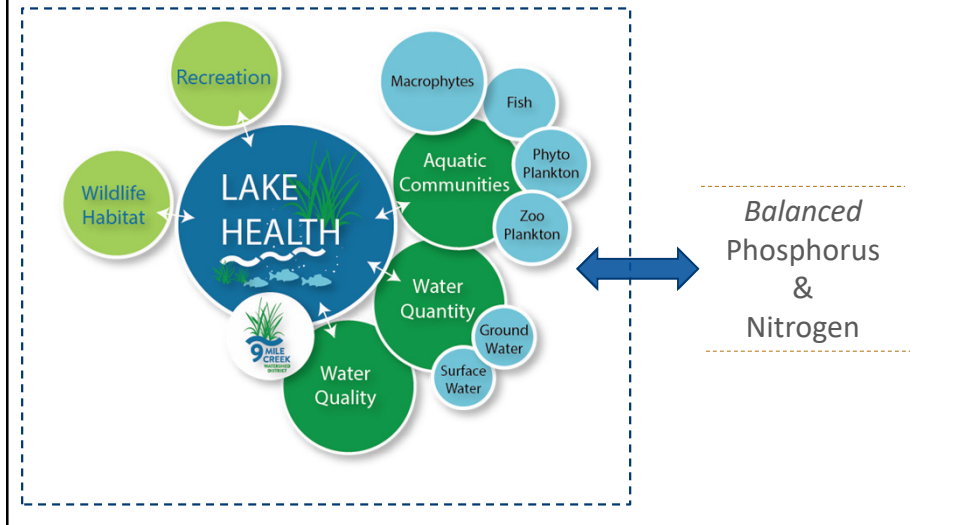 Recreation
Wildlife
Habitat
LAKE
HEALTH
9
MILE
CREEK
WATERSHED
DISTRICT
Macrophytes
Fish
Aquatic
Communities
Phyto
Plankton
Zoo
Plankton
Water
Quantity
Ground
Water
Surface
Water
Water
Quality
Balanced
Phosphorus
&
Nitrogen